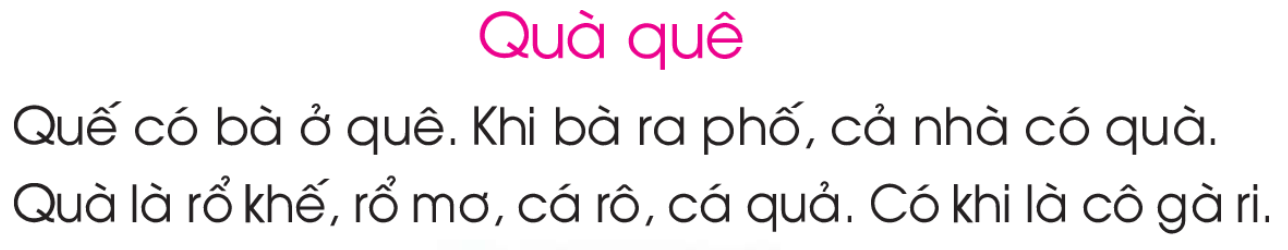 Quà quê
Quế có bà ở quê. Khi bà ra phố, cả nhà có quà.
Quà là rổ khế, rổ mơ, cá rô, cá quả. Có khi là cô gà ri.